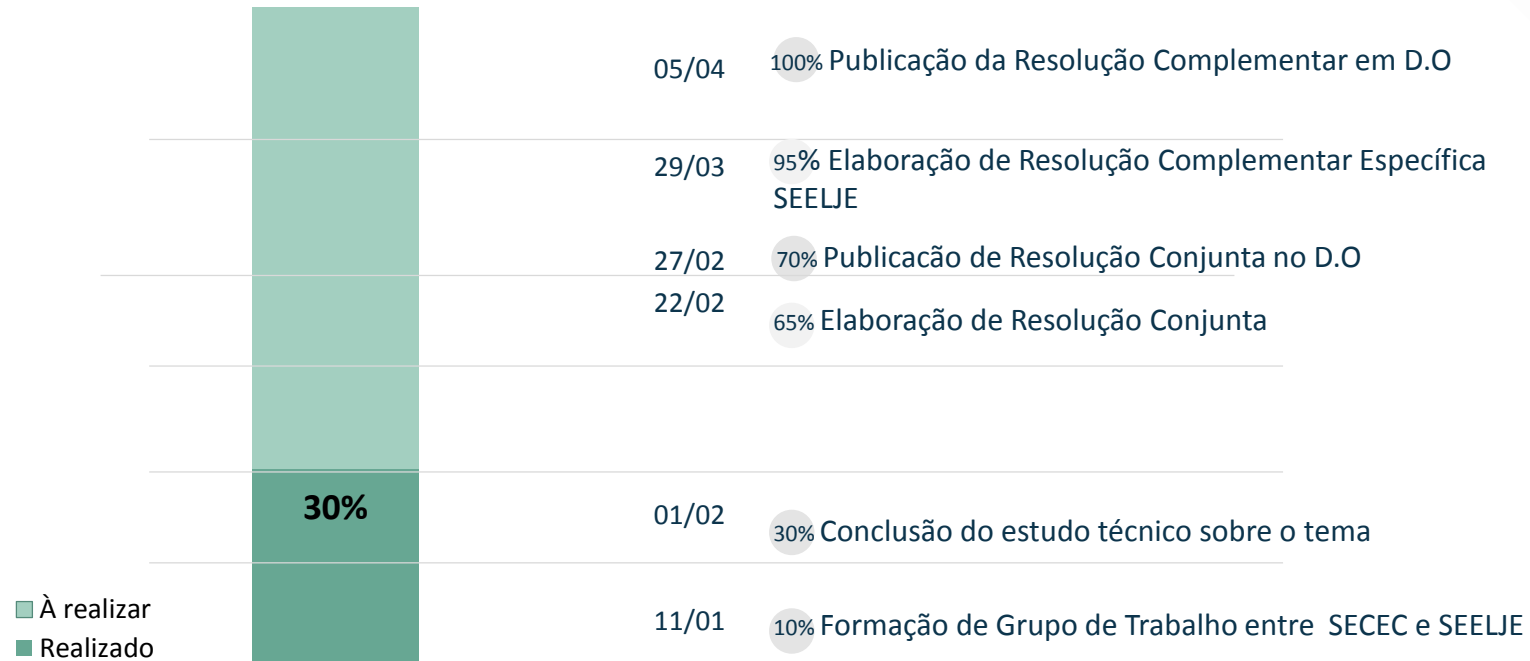 05/04
100% Publicação da Resolução Complementar em D.O
29/03
95% Elaboração de Resolução Complementar Específica
SEELJE
27/02
70% Publicacão de Resolução Conjunta no D.O
22/02
65% Elaboração de Resolução Conjunta
30%
01/02
30% Conclusão do estudo técnico sobre o tema
11/01
10% Formação de Grupo de Trabalho entre SECEC e SEELJE
À realizar
Realizado